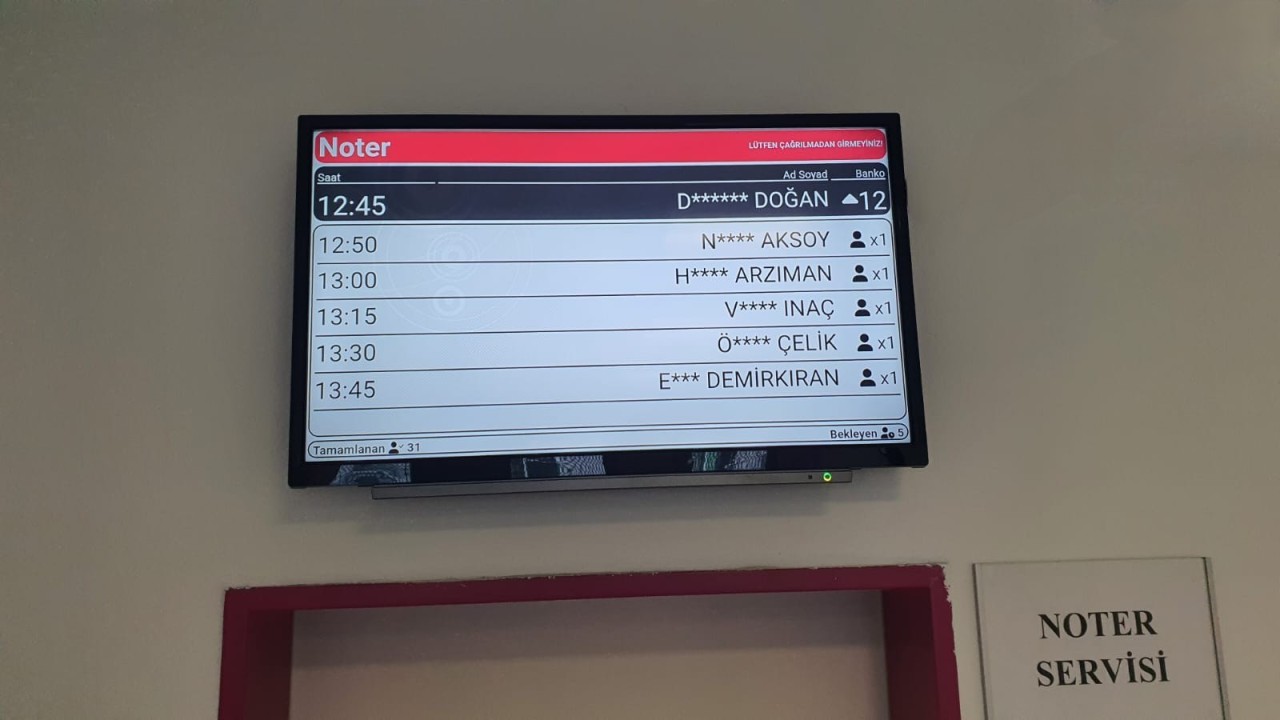 Noter LÜTFEN ÇAĞRILMADAN GİRMEYİNİZ!
Saat Ad Soyad Banko
12:45 D****** DOĞAN 12
12:50 N**** AKSOY x1
13:00 H**** ARZIMAN x1
13:15 V**** INAÇ x1
13:30 Ö**** ÇELİK x1
13:45 E*** DEMİRKIRAN x1
Tamamlanan 31 Bekleyen 5
NOTER
SERVİSİ